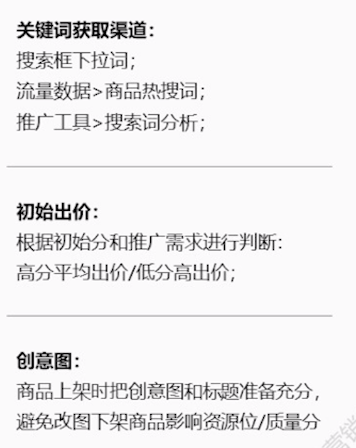 关键词获取渠道：
搜索框下拉词；
流量数据>商品热搜词；
推广工具>搜索词分析；
初始出价：
根据初始分和推广需求进行判断：
高分平均出价/低分高出价；
创意图：
商品上架时把创意图和标题准备充分，
避免改图下架商品影响资源位/质量分
营销